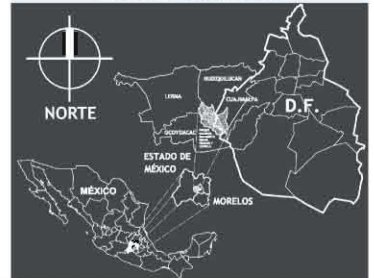 HUIXQUILUCAN
LERMA
CUAJIMALPA
D.F.
NORTE
OCOYOACAC
ESTADO DE
MÉXICO
MÉXICO
MORELOS